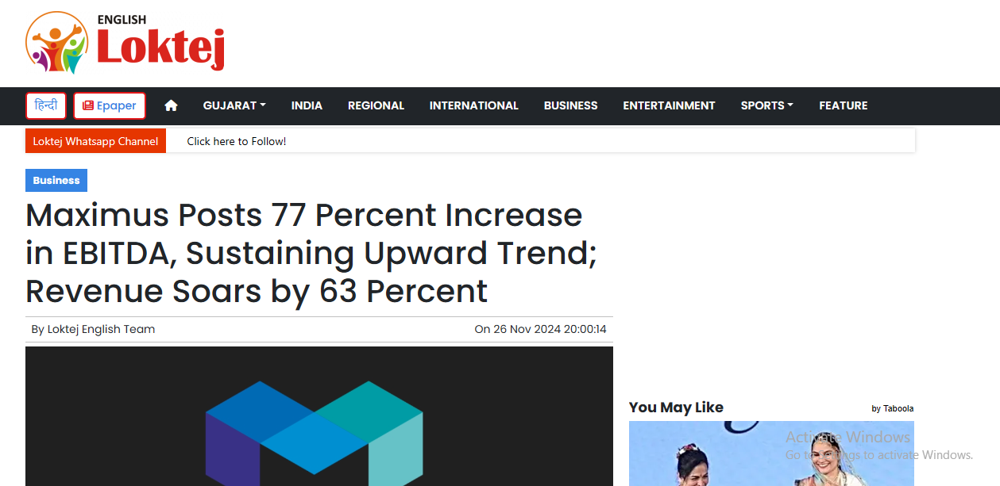 ENGLISH
Loktej
हिन्दी Epaper GUJARAT INDIA REGIONAL INTERNATIONAL BUSINESS ENTERTAINMENT SPORTS FEATURE
Loktej Whatsapp Channel Click here to Follow!
Business
Maximus Posts 77 Percent Increase
in EBITDA, Sustaining Upward Trend;
Revenue Soars by 63 Percent
By Loktej English Team On 26 Nov 2024 20:00:14
You May Like by Taboola
Activate Windows
Go to Settings to activate Windows.